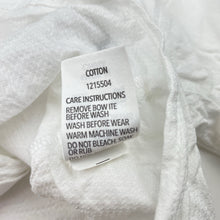 COTTON
1215504
CARE INSTRUCTIONS
REMOVE BOW ITE
BEFORE WASH
WASH BEFORE WEAR
WARM MACHINE WASH
DO NOT BLEACH, SOAK
OR RUB